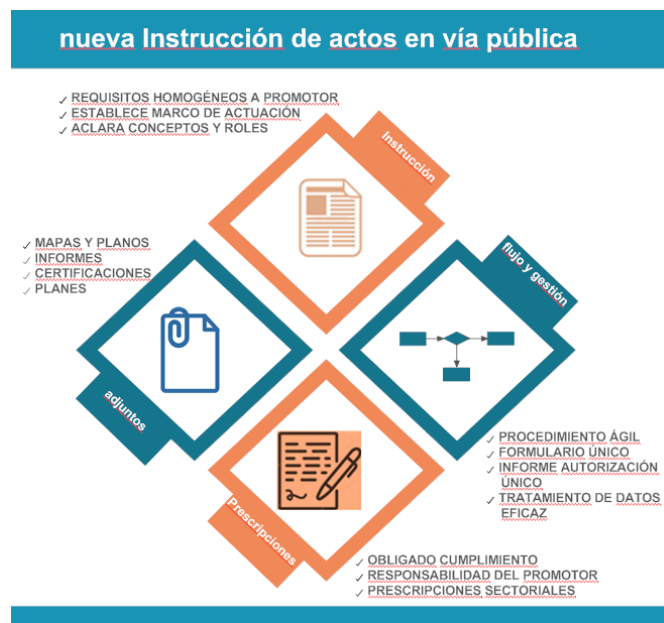 nueva Instrucción de actos en vía pública
✓ REQUISITOS HOMOGÉNEOS A PROMOTOR
✓ ESTABLECE MARCO DE ACTUACIÓN
✓ ACLARA CONCEPTOS Y ROLES
Instrucción
✓ MAPAS Y PLANOS
✓ INFORMES
✓ CERTIFICACIONES
✓ PLANES
flujo y gestión
adjuntos
✓ PROCEDIMIENTO ÁGIL
✓ FORMULARIO ÚNICO
✓ INFORME AUTORIZACIÓN
ÚNICO
✓ TRATAMIENTO DE DATOS
EFICAZ
Prescripciones
✓ OBLIGADO CUMPLIMIENTO
✓ RESPONSABILIDAD DEL PROMOTOR
✓ PRESCRIPCIONES SECTORIALES